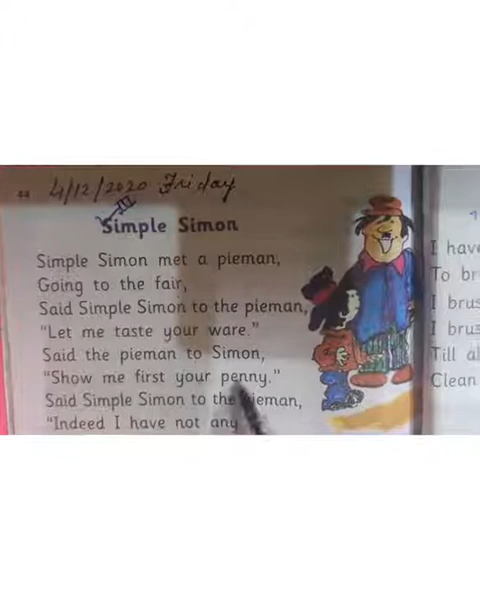 44 4/12/2020 Friday
Simple Simon
Simple Simon met a pieman,
Going to the fair,
Said Simple Simon to the pieman,
"Let me taste your ware."
Said the pieman to Simon,
"Show me first your penny."
Said Simple Simon to the pieman,
"Indeed I have not any
I have
To br
I brus
I brus
Till al
Clean